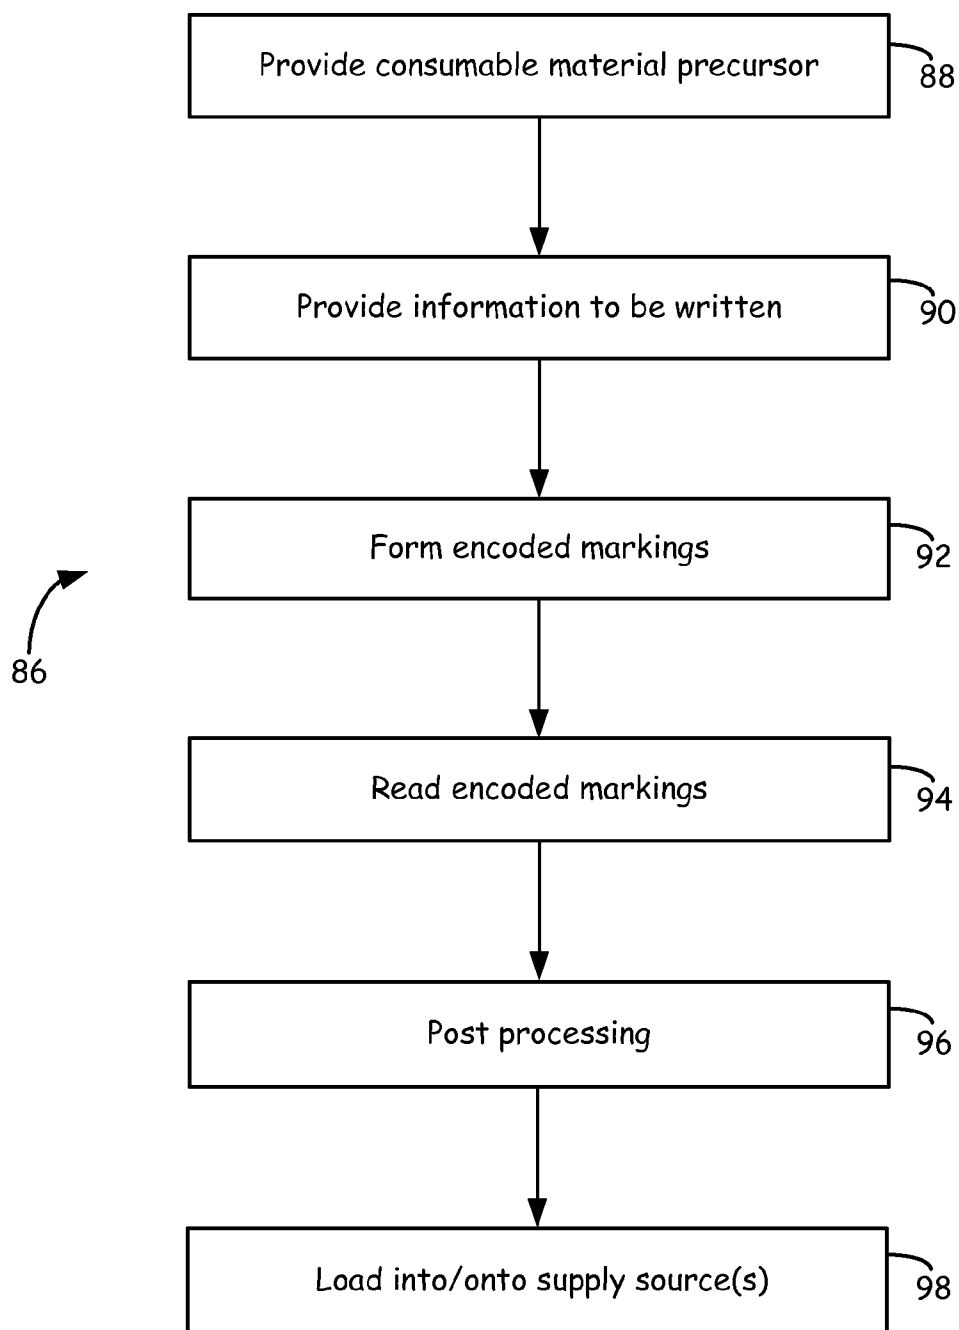 Provide consumable material precursor
88
Provide information to be written
90
Form encoded markings
92
86
Read encoded markings
94
Post processing
96
Load into/onto supply source(s)
98